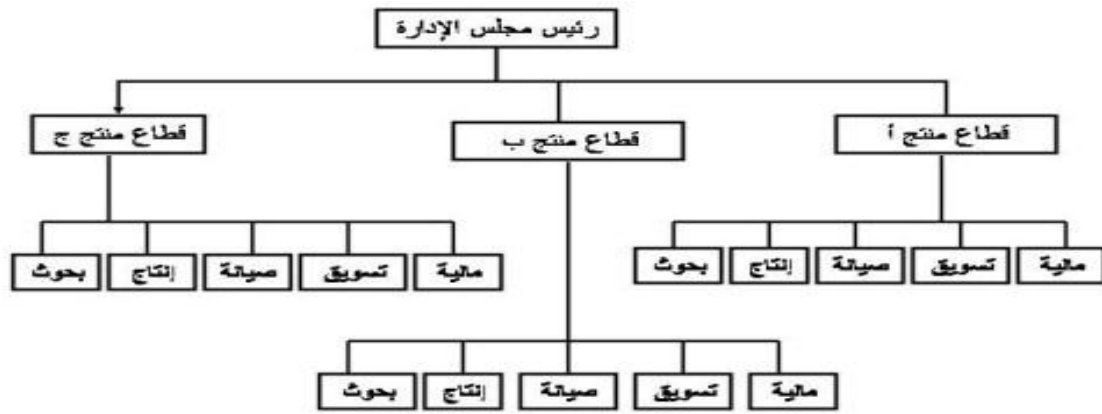 رئيس مجلس الإدارة
قطاع منتج أ
قطاع منتج ب
قطاع منتج ج
مالية
تسويق
صيانة
إنتاج
بحوث
مالية
تسويق
صيانة
إنتاج
بحوث
مالية
تسويق
صيانة
إنتاج
بحوث